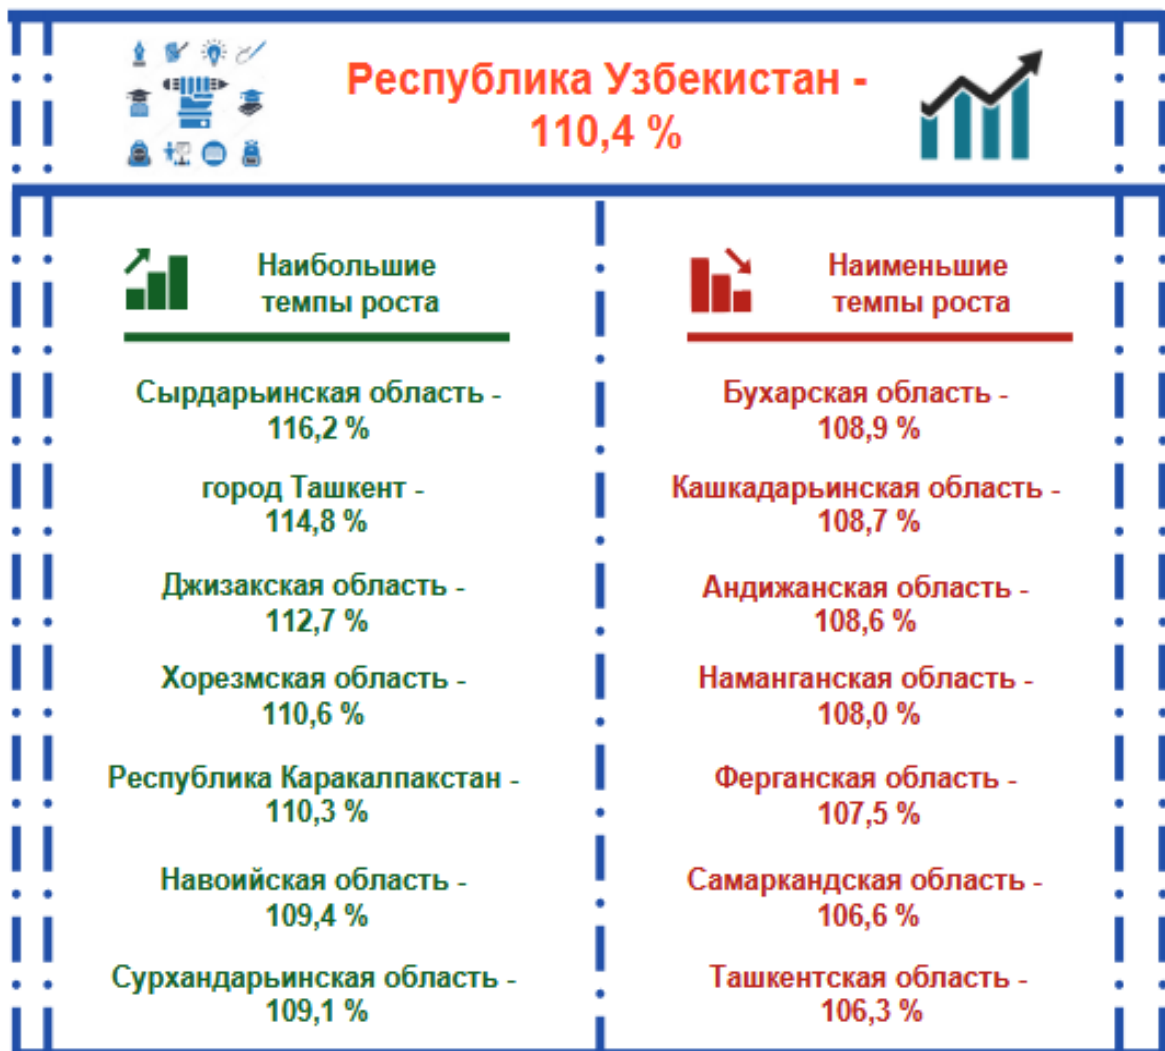 Республика Узбекистан -
110,4 %
Наибольшие
темпы роста
Сырдарьинская область -
116,2 %
город Ташкент -
114,8 %
Джизакская область -
112,7 %
Хорезмская область -
110,6 %
Республика Каракалпакстан -
110,3 %
Навоийская область -
109,4 %
Сурхандарьинская область -
109,1 %
Наименьшие
темпы роста
Бухарская область -
108,9 %
Кашкадарьинская область -
108,7 %
Андижанская область -
108,6 %
Наманганская область -
108,0 %
Ферганская область -
107,5 %
Самаркандская область -
106,6 %
Ташкентская область -
106,3 %